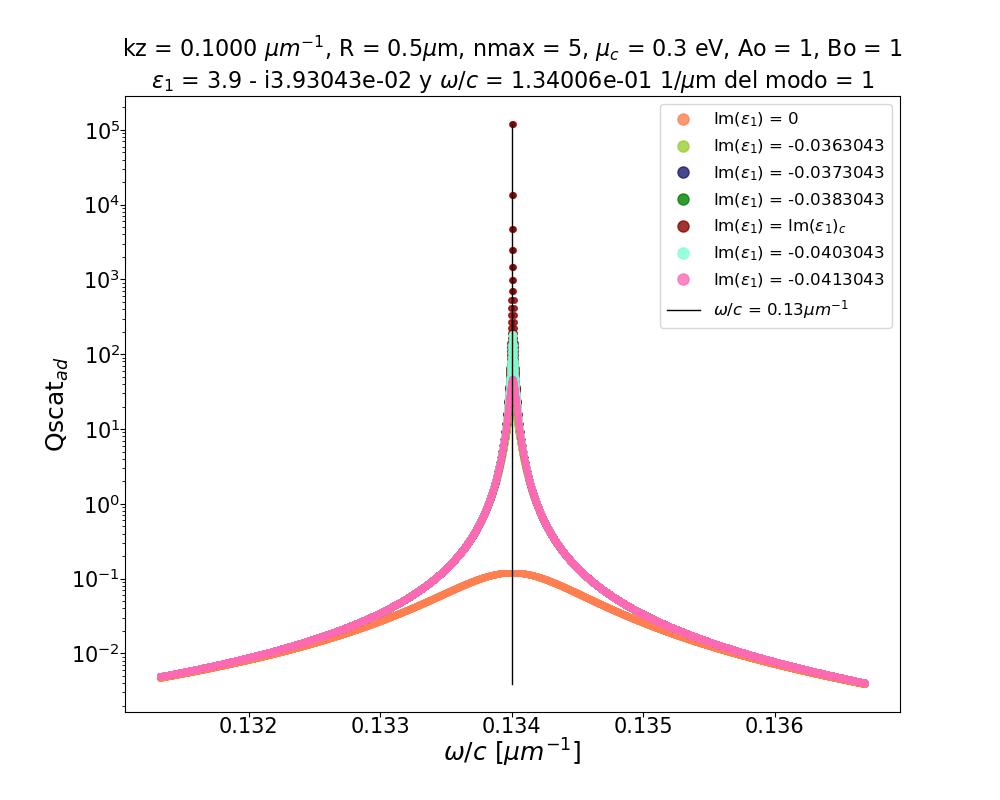 kz = 0.1000 μm⁻¹, R = 0.5μm, nmax = 5, μ_c = 0.3 eV, Ao = 1, Bo = 1
ε₁ = 3.9 - i3.93043e-02 y ω/c = 1.34006e-01 1/μm del modo = 1
Im(ε₁) = 0
Im(ε₁) = -0.0363043
Im(ε₁) = -0.0373043
Im(ε₁) = -0.0383043
Im(ε₁) = Im(ε₁)_c
Im(ε₁) = -0.0403043
Im(ε₁) = -0.0413043
ω/c = 0.13μm⁻¹
10⁵
10⁴
10³
10²
10¹
10⁰
10⁻¹
10⁻²
Qscat_ad
0.132 0.133 0.134 0.135 0.136
ω/c [μm⁻¹]